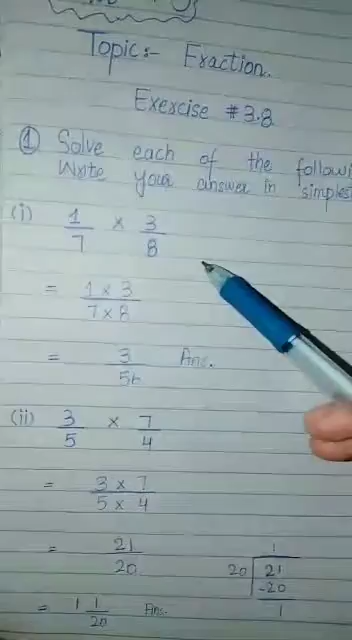 Topic:- Fraction.
Exercise # 3.8
① Solve each of the
Write your answer in
(i) 1/7 × 3/8
= 1 × 3 / 7 × 8
= 3/56 Ans.
(ii) 3/5 × 7/4
= 3 × 7 / 5 × 4
= 21/20
= 1 1/20 Ans.
1
20 21
-20
1